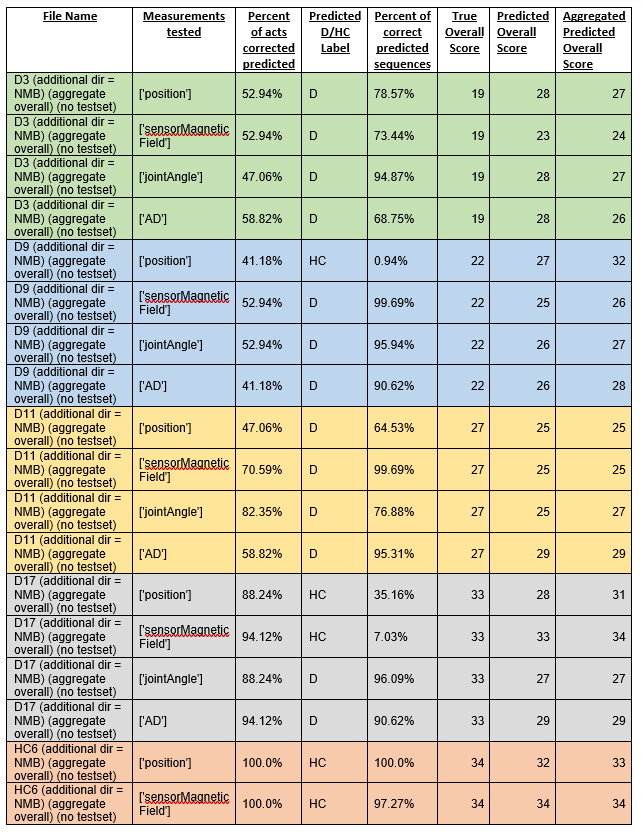 File Name
Measurements
tested
Percent
of acts
corrected
predicted
Predicted
D/HC
Label
Percent of
correct
predicted
sequences
True
Overall
Score
Predicted
Overall
Score
Aggregated
Predicted
Overall
Score
D3 (additional dir =
NMB) (aggregate
overall) (no testset)
['position']
52.94%
D
78.57%
19
28
27
D3 (additional dir =
NMB) (aggregate
overall) (no testset)
['sensorMagnetic
Field']
52.94%
D
73.44%
19
23
24
D3 (additional dir =
NMB) (aggregate
overall) (no testset)
['jointAngle']
47.06%
D
94.87%
19
28
27
D3 (additional dir =
NMB) (aggregate
overall) (no testset)
['AD']
58.82%
D
68.75%
19
28
26
D9 (additional dir =
NMB) (aggregate
overall) (no testset)
['position']
41.18%
HC
0.94%
22
27
32
D9 (additional dir =
NMB) (aggregate
overall) (no testset)
['sensorMagnetic
Field']
52.94%
D
99.69%
22
25
26
D9 (additional dir =
NMB) (aggregate
overall) (no testset)
['jointAngle']
52.94%
D
95.94%
22
26
27
D9 (additional dir =
NMB) (aggregate
overall) (no testset)
['AD']
41.18%
D
90.62%
22
26
28
D11 (additional dir =
NMB) (aggregate
overall) (no testset)
['position']
47.06%
D
64.53%
27
25
25
D11 (additional dir =
NMB) (aggregate
overall) (no testset)
['sensorMagnetic
Field']
70.59%
D
99.69%
27
25
25
D11 (additional dir =
NMB) (aggregate
overall) (no testset)
['jointAngle']
82.35%
D
76.88%
27
25
27
D11 (additional dir =
NMB) (aggregate
overall) (no testset)
['AD']
58.82%
D
95.31%
27
29
29
D17 (additional dir =
NMB) (aggregate
overall) (no testset)
['position']
88.24%
HC
35.16%
33
28
31
D17 (additional dir =
NMB) (aggregate
overall) (no testset)
['sensorMagnetic
Field']
94.12%
HC
7.03%
33
33
34
D17 (additional dir =
NMB) (aggregate
overall) (no testset)
['jointAngle']
88.24%
D
96.09%
33
27
27
D17 (additional dir =
NMB) (aggregate
overall) (no testset)
['AD']
94.12%
D
90.62%
33
29
29
HC6 (additional dir =
NMB) (aggregate
overall) (no testset)
['position']
100.0%
HC
100.0%
34
32
33
HC6 (additional dir =
NMB) (aggregate
overall) (no testset)
['sensorMagnetic
Field']
100.0%
HC
97.27%
34
34
34